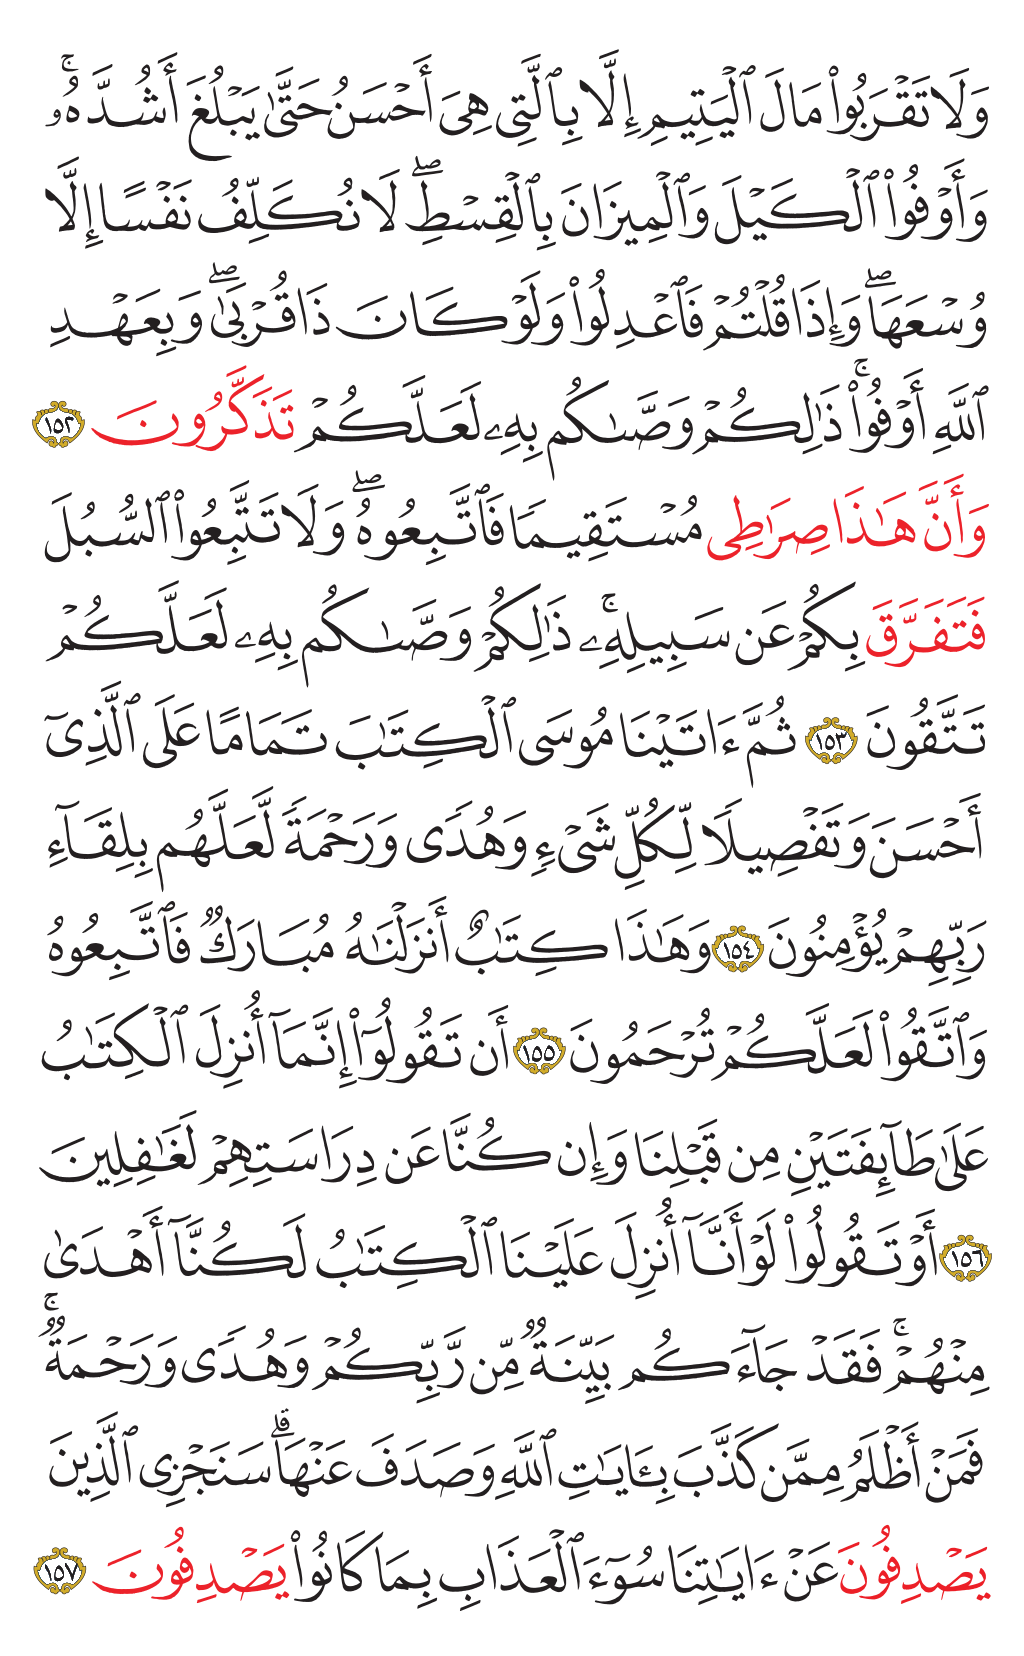 وَلَا تَقْرَبُوا۟ مَالَ ٱلْيَتِيمِ إِلَّا بِٱلَّتِى هِىَ أَحْسَنُ حَتَّىٰ يَبْلُغَ أَشُدَّهُۥ ۚ
وَأَوْفُوا۟ ٱلْكَيْلَ وَٱلْمِيزَانَ بِٱلْقِسْطِ ۖ لَا نُكَلِّفُ نَفْسًا إِلَّا
وُسْعَهَا ۖ وَإِذَا قُلْتُمْ فَٱعْدِلُوا۟ وَلَوْ كَانَ ذَا قُرْبَىٰ ۖ وَبِعَهْدِ
ٱللَّهِ أَوْفُوا۟ ۚ ذَٰلِكُمْ وَصَّىٰكُم بِهِۦ لَعَلَّكُمْ تَذَكَّرُونَ ١٥٢
وَأَنَّ هَـٰذَا صِرَٰطِى مُسْتَقِيمًا فَٱتَّبِعُوهُ ۖ وَلَا تَتَّبِعُوا۟ ٱلسُّبُلَ
فَتَفَرَّقَ بِكُمْ عَن سَبِيلِهِۦ ۚ ذَٰلِكُمْ وَصَّىٰكُم بِهِۦ لَعَلَّكُمْ
تَتَّقُونَ ١٥٣ ثُمَّ ءَاتَيْنَا مُوسَى ٱلْكِتَـٰبَ تَمَامًا عَلَى ٱلَّذِىٓ
أَحْسَنَ وَتَفْصِيلًا لِّكُلِّ شَىْءٍ وَهُدًى وَرَحْمَةً لَّعَلَّهُم بِلِقَآءِ
رَبِّهِمْ يُؤْمِنُونَ ١٥٤ وَهَـٰذَا كِتَـٰبٌ أَنزَلْنَـٰهُ مُبَارَكٌ فَٱتَّبِعُوهُ
وَٱتَّقُوا۟ لَعَلَّكُمْ تُرْحَمُونَ ١٥٥ أَن تَقُولُوٓا۟ إِنَّمَآ أُنزِلَ ٱلْكِتَـٰبُ
عَلَىٰ طَآئِفَتَيْنِ مِن قَبْلِنَا وَإِن كُنَّا عَن دِرَاسَتِهِمْ لَغَـٰفِلِينَ
١٥٦ أَوْ تَقُولُوا۟ لَوْ أَنَّآ أُنزِلَ عَلَيْنَا ٱلْكِتَـٰبُ لَكُنَّآ أَهْدَىٰ
مِنْهُمْ ۚ فَقَدْ جَآءَكُم بَيِّنَةٌ مِّن رَّبِّكُمْ وَهُدًى وَرَحْمَةٌ ۚ
فَمَنْ أَظْلَمُ مِمَّن كَذَّبَ بِـَٔايَـٰتِ ٱللَّهِ وَصَدَفَ عَنْهَا ۗ سَنَجْزِى ٱلَّذِينَ
يَصْدِفُونَ عَنْ ءَايَـٰتِنَا سُوٓءَ ٱلْعَذَابِ بِمَا كَانُوا۟ يَصْدِفُونَ ١٥٧